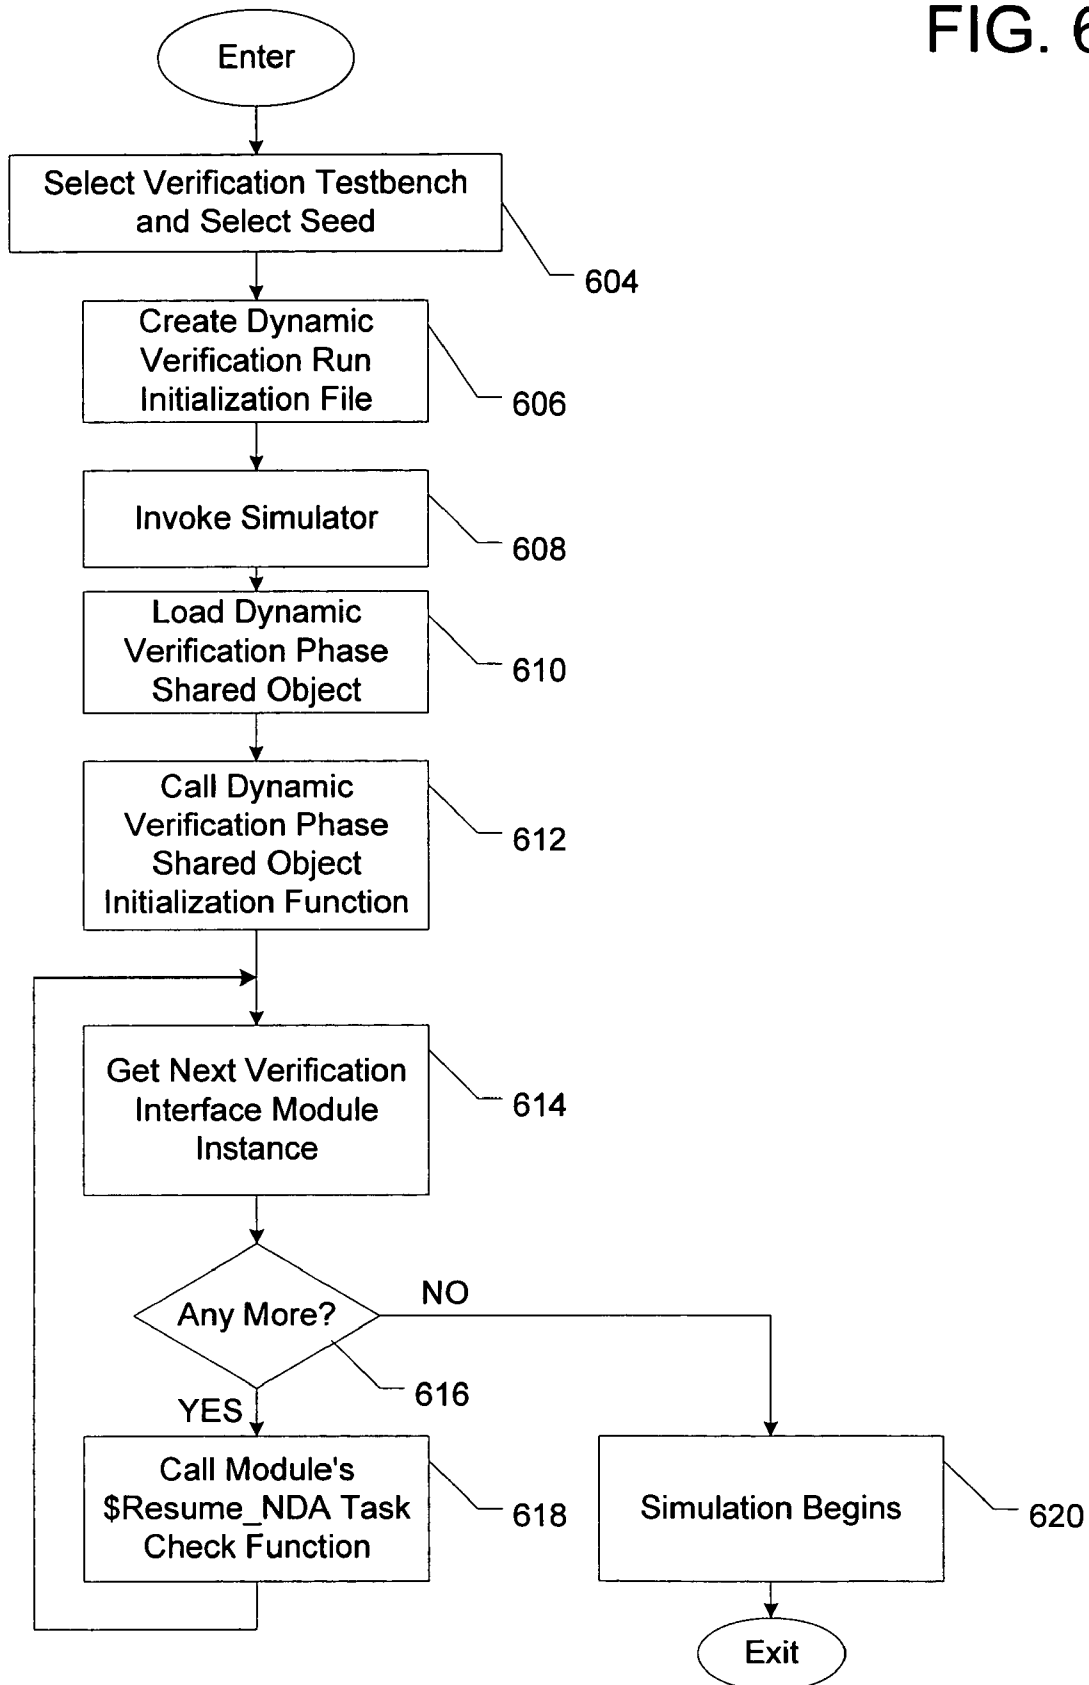 FIG. 6
Enter
Select Verification Testbench
and Select Seed
604
Create Dynamic
Verification Run
Initialization File
606
Invoke Simulator
608
Load Dynamic
Verification Phase
Shared Object
610
Call Dynamic
Verification Phase
Shared Object
Initialization Function
612
Get Next Verification
Interface Module
Instance
614
Any More?
NO
616
YES
Call Module's
$Resume_NDA Task
Check Function
618
Simulation Begins
620
Exit